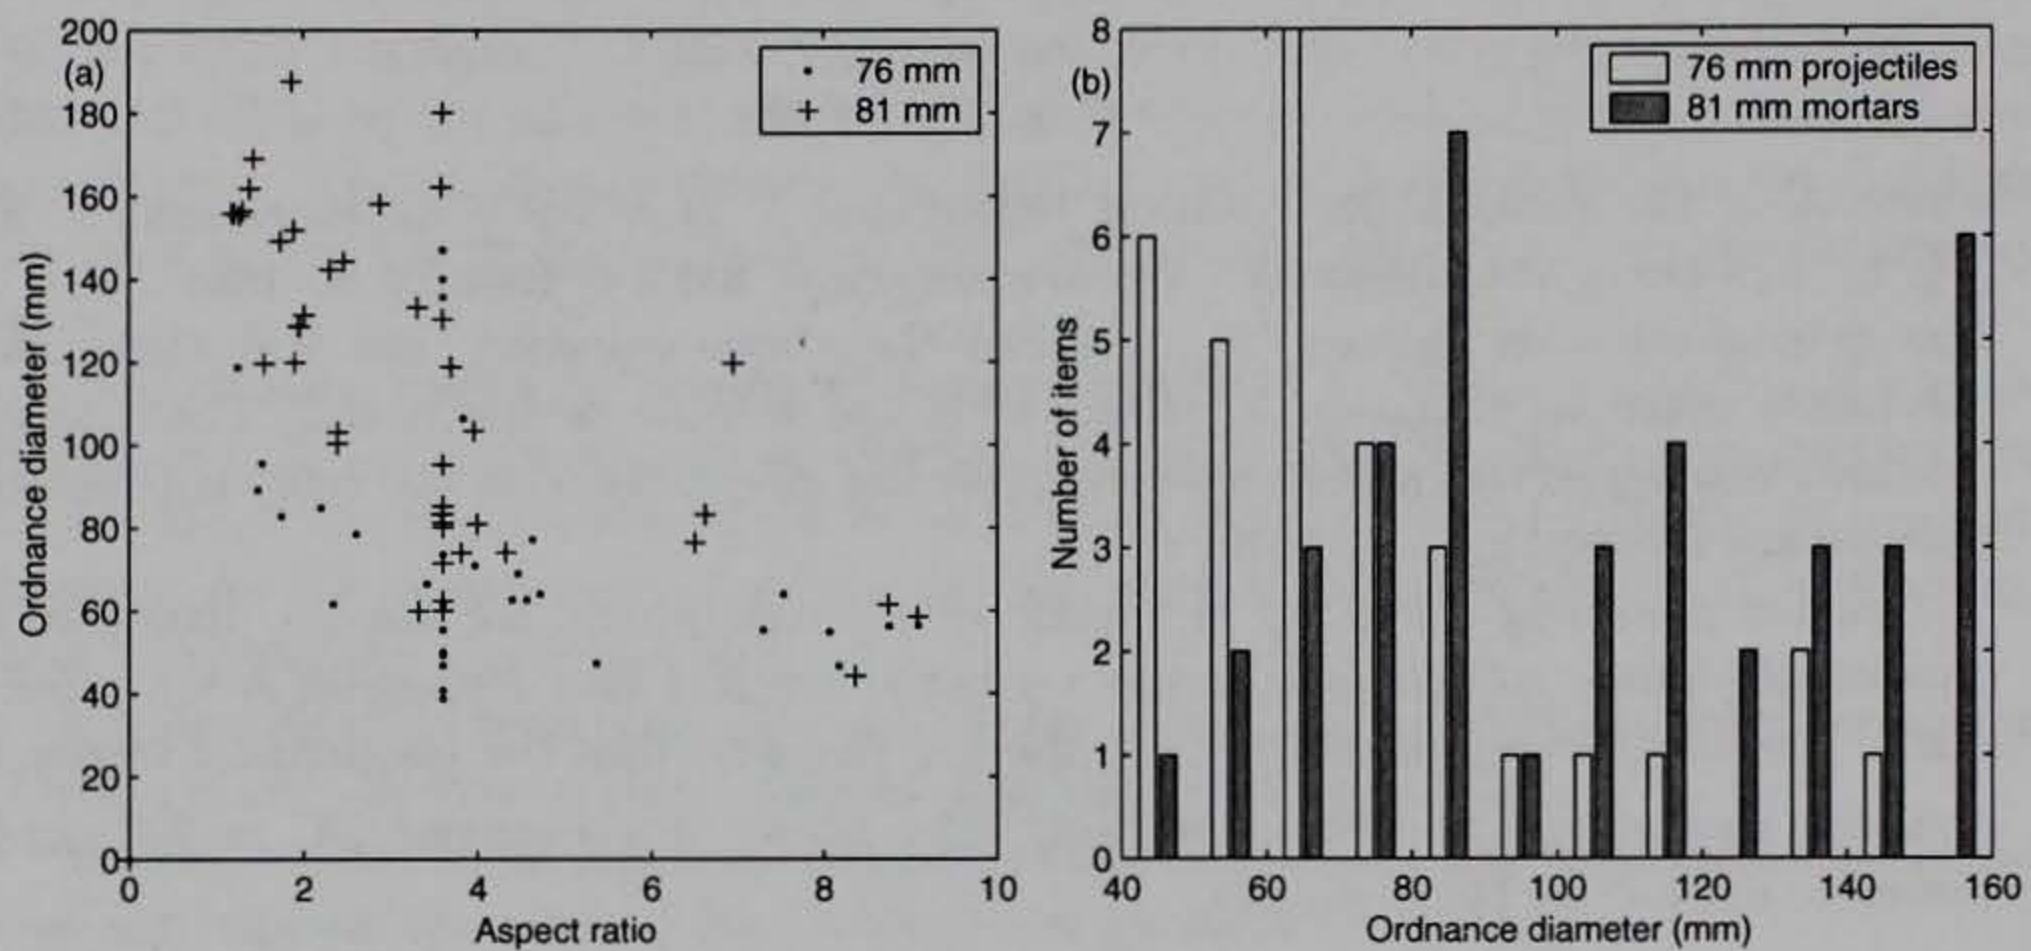 (a)
76 mm
81 mm
200
180
160
140
120
100
80
60
40
20
0
Ordnance diameter (mm)
0 2 4 6 8 10
Aspect ratio
(b)
76 mm projectiles
81 mm mortars
8
7
6
5
4
3
2
1
0
Number of items
40 60 80 100 120 140 160
Ordnance diameter (mm)